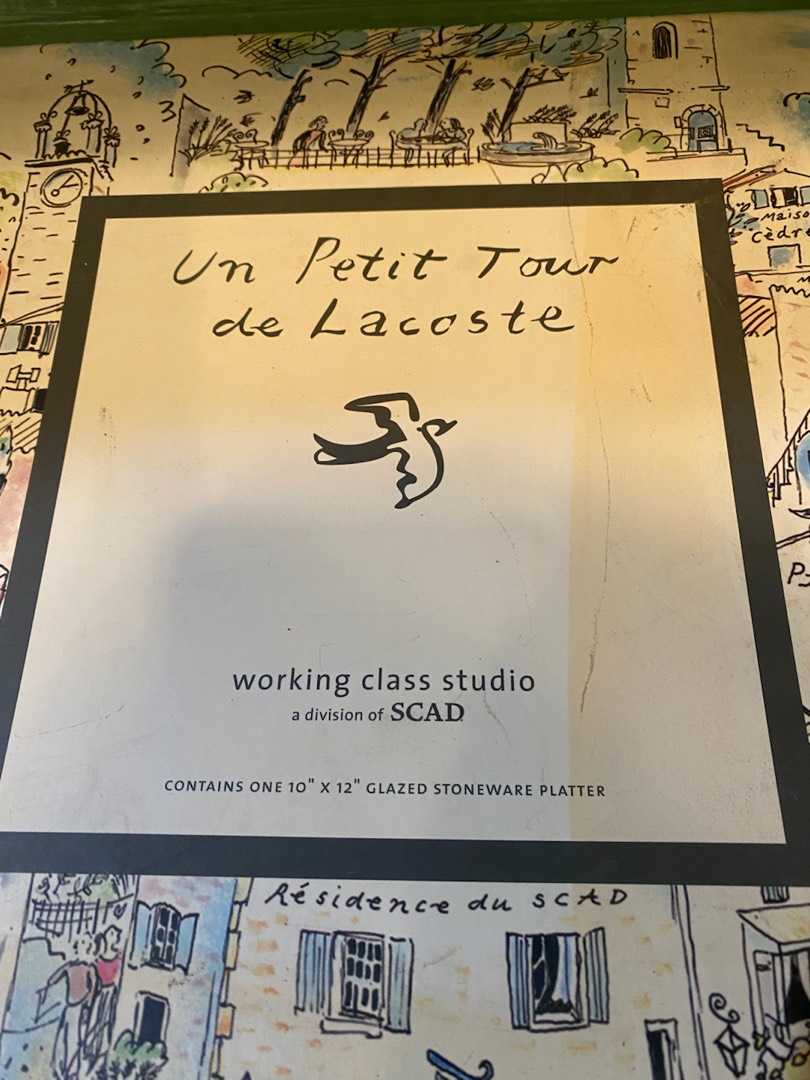 Maiso
Cèdre
Un Petit Tour
de Lacoste
working class studio
a division of SCAD
CONTAINS ONE 10" X 12" GLAZED STONEWARE PLATTER
Résidence du SCAD